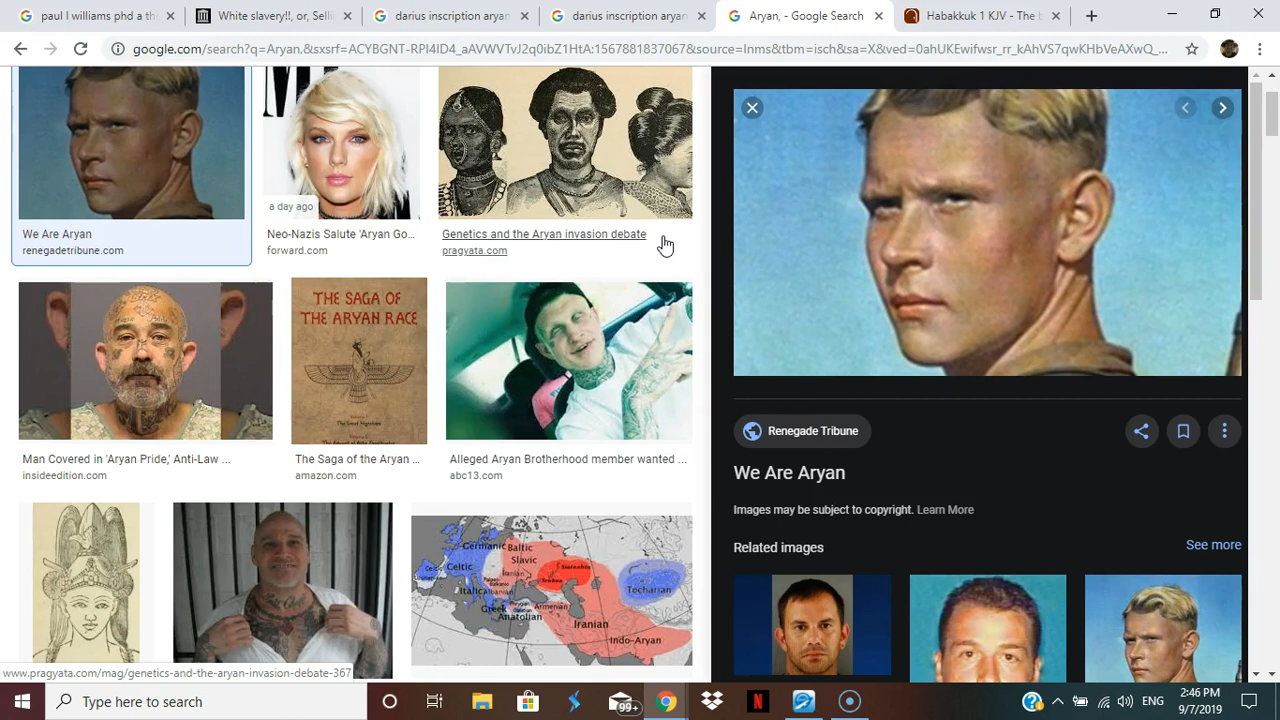 paul l williams phd a th
White slavery!!, or, Sellin
darius inscription aryan
darius inscription aryan
Aryan, - Google Search
Habakkuk 1 KJV - The b
google.com/search?q=Aryan,&sxsrf=ACYBGNT-RPI4ID4_aAVWVTvJ2q0ibZ1HtA:1567881837067&source=lnms&tbm=isch&sa=X&ved=0ahUKEwifwsr_rr_kAhVS7qwKHbVeAXwQ_...
a day ago
We Are Aryan
renegadetribune.com
Neo-Nazis Salute 'Aryan Go...
forward.com
Genetics and the Aryan invasion debate
pragyata.com
THE SAGA OF
THE ARYAN RACE
Man Covered in 'Aryan Pride,' Anti-Law ...
insideedition.com
The Saga of the Aryan ...
amazon.com
Alleged Aryan Brotherhood member wanted ...
abc13.com
Germanic
Baltic
Slavic
Celtic
Iranian
Italic
Albanian
Greek
Armenian
Anatolian
Tocharian
Iranian
Indo-Aryan
Renegade Tribune
We Are Aryan
Images may be subject to copyright. Learn More
Related images
See more
www.pragyata.com/mag/genetics-and-the-aryan-invasion-debate-367
Type here to search
99+
N
ENG
2:46 PM
9/7/2019